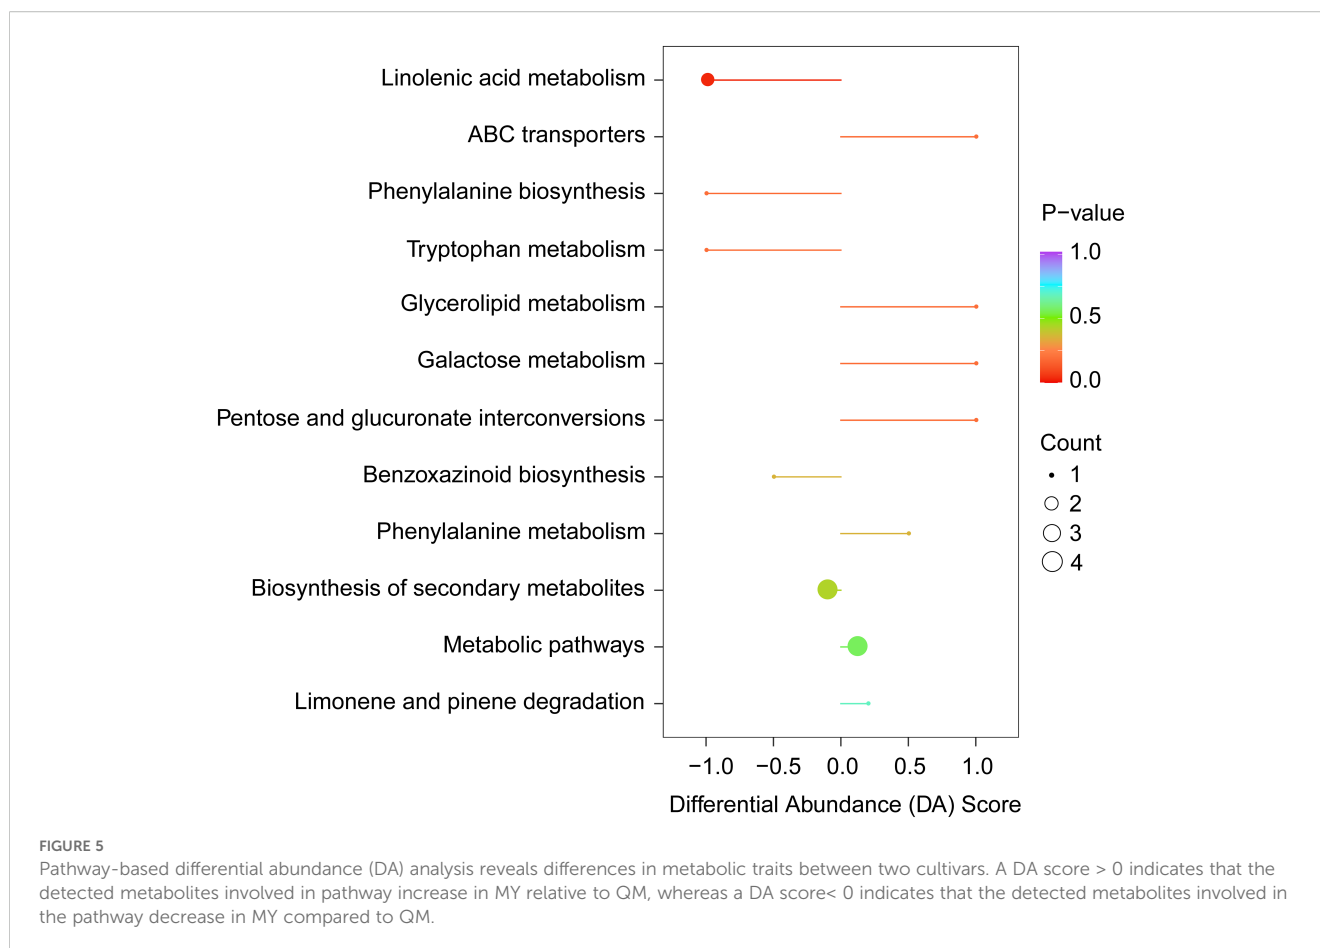 Linolenic acid metabolism
ABC transporters
Phenylalanine biosynthesis
Tryptophan metabolism
Glycerolipid metabolism
Galactose metabolism
Pentose and glucuronate interconversions
Benzoxazinoid biosynthesis
Phenylalanine metabolism
Biosynthesis of secondary metabolites
Metabolic pathways
Limonene and pinene degradation
−1.0 −0.5 0.0 0.5 1.0
Differential Abundance (DA) Score
P−value
1.0
0.5
0.0
Count
1
2
3
4
FIGURE 5
Pathway-based differential abundance (DA) analysis reveals differences in metabolic traits between two cultivars. A DA score > 0 indicates that the
detected metabolites involved in pathway increase in MY relative to QM, whereas a DA score< 0 indicates that the detected metabolites involved in
the pathway decrease in MY compared to QM.